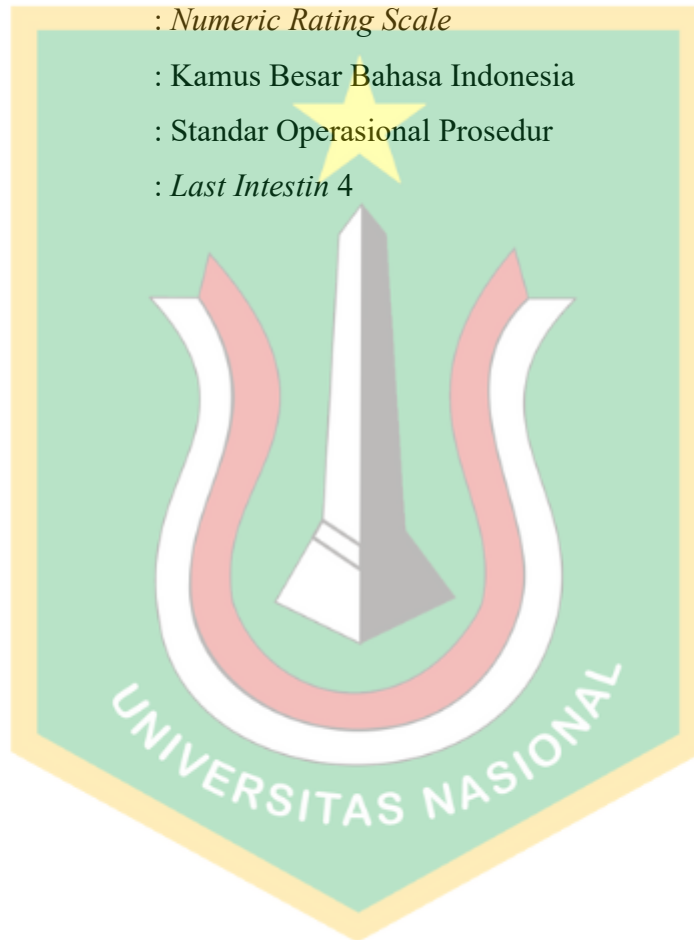 : Numeric Rating Scale
: Kamus Besar Bahasa Indonesia
: Standar Operasional Prosedur
: Last Intestin 4
UNIVERSITAS NASIONAL